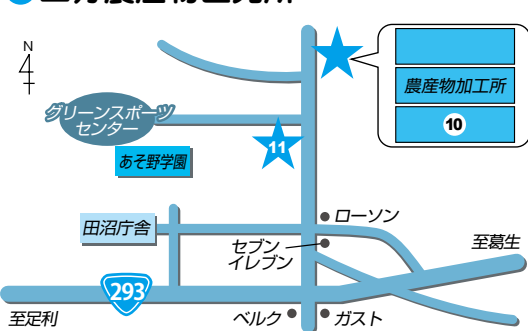 N
農産物加工所
10
グリーンスポーツ
センター
11
あそ野学園
田沼庁舎
ローソン
セブン
イレブン
至葛生
293
至足利
ベルク
ガスト